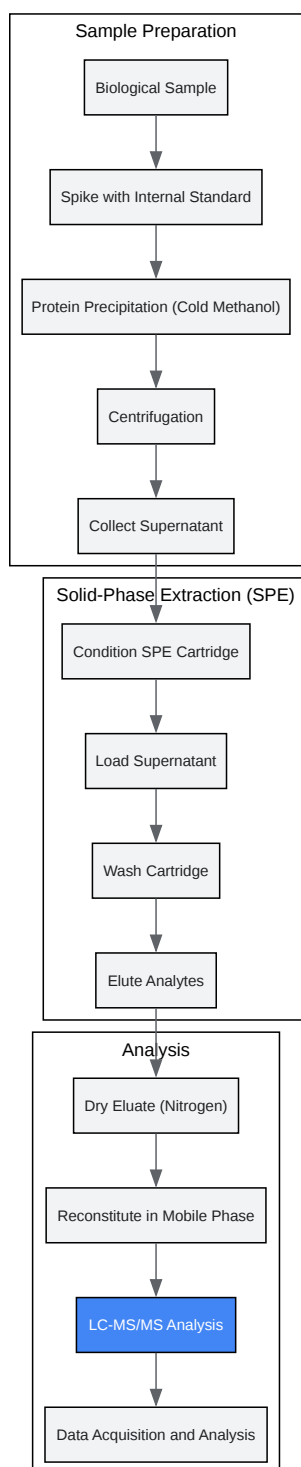 Sample Preparation
Biological Sample
Spike with Internal Standard
Protein Precipitation (Cold Methanol)
Centrifugation
Collect Supernatant
Solid-Phase Extraction (SPE)
Condition SPE Cartridge
Load Supernatant
Wash Cartridge
Elute Analytes
Analysis
Dry Eluate (Nitrogen)
Reconstitute in Mobile Phase
LC-MS/MS Analysis
Data Acquisition and Analysis